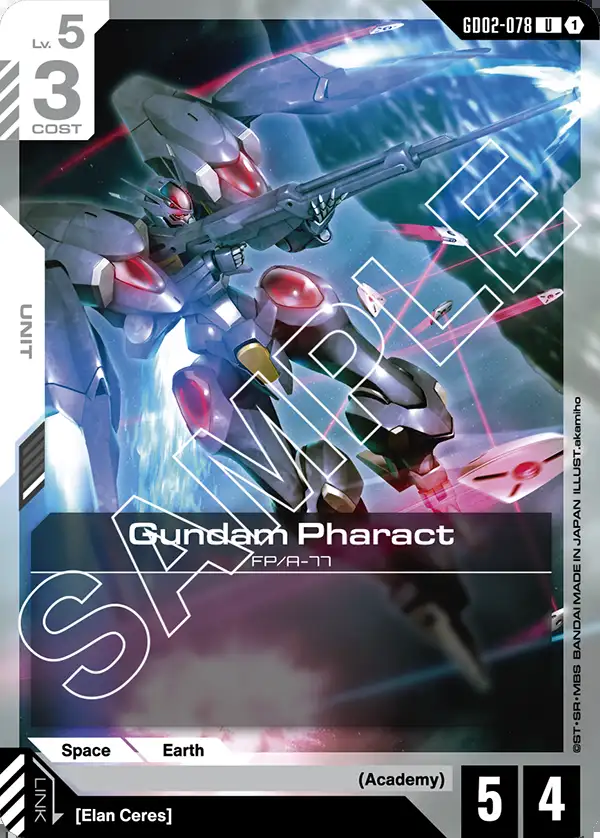 Lv. 5
3
COST
GD02-078 U 1
UNIT
SAMPLE
Gundam Pharact
FP/A-77
©ST・SR・MBS BANDAI MADE IN JAPAN ILLUST.akamiho
Space Earth
(Academy)
LINK
[Elan Ceres]
5 4